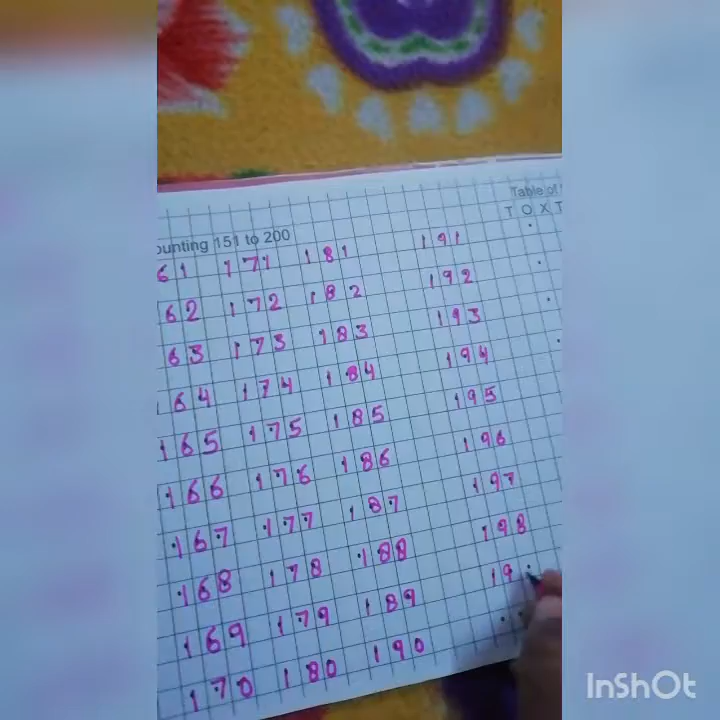 Table of
ounting 151 to 200
T O X T
61 171 181 191
62 172 182 192
63 173 183 193
164 174 184 194
165 175 185 195
166 176 186 196
167 177 187 197
168 178 188 198
169 179 189 19
170 180 190
InShOt